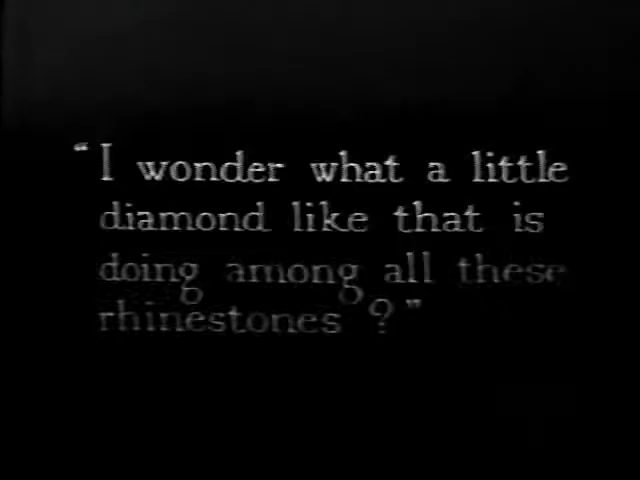 “I wonder what a little
diamond like that is
doing among all these
rhinestones?”